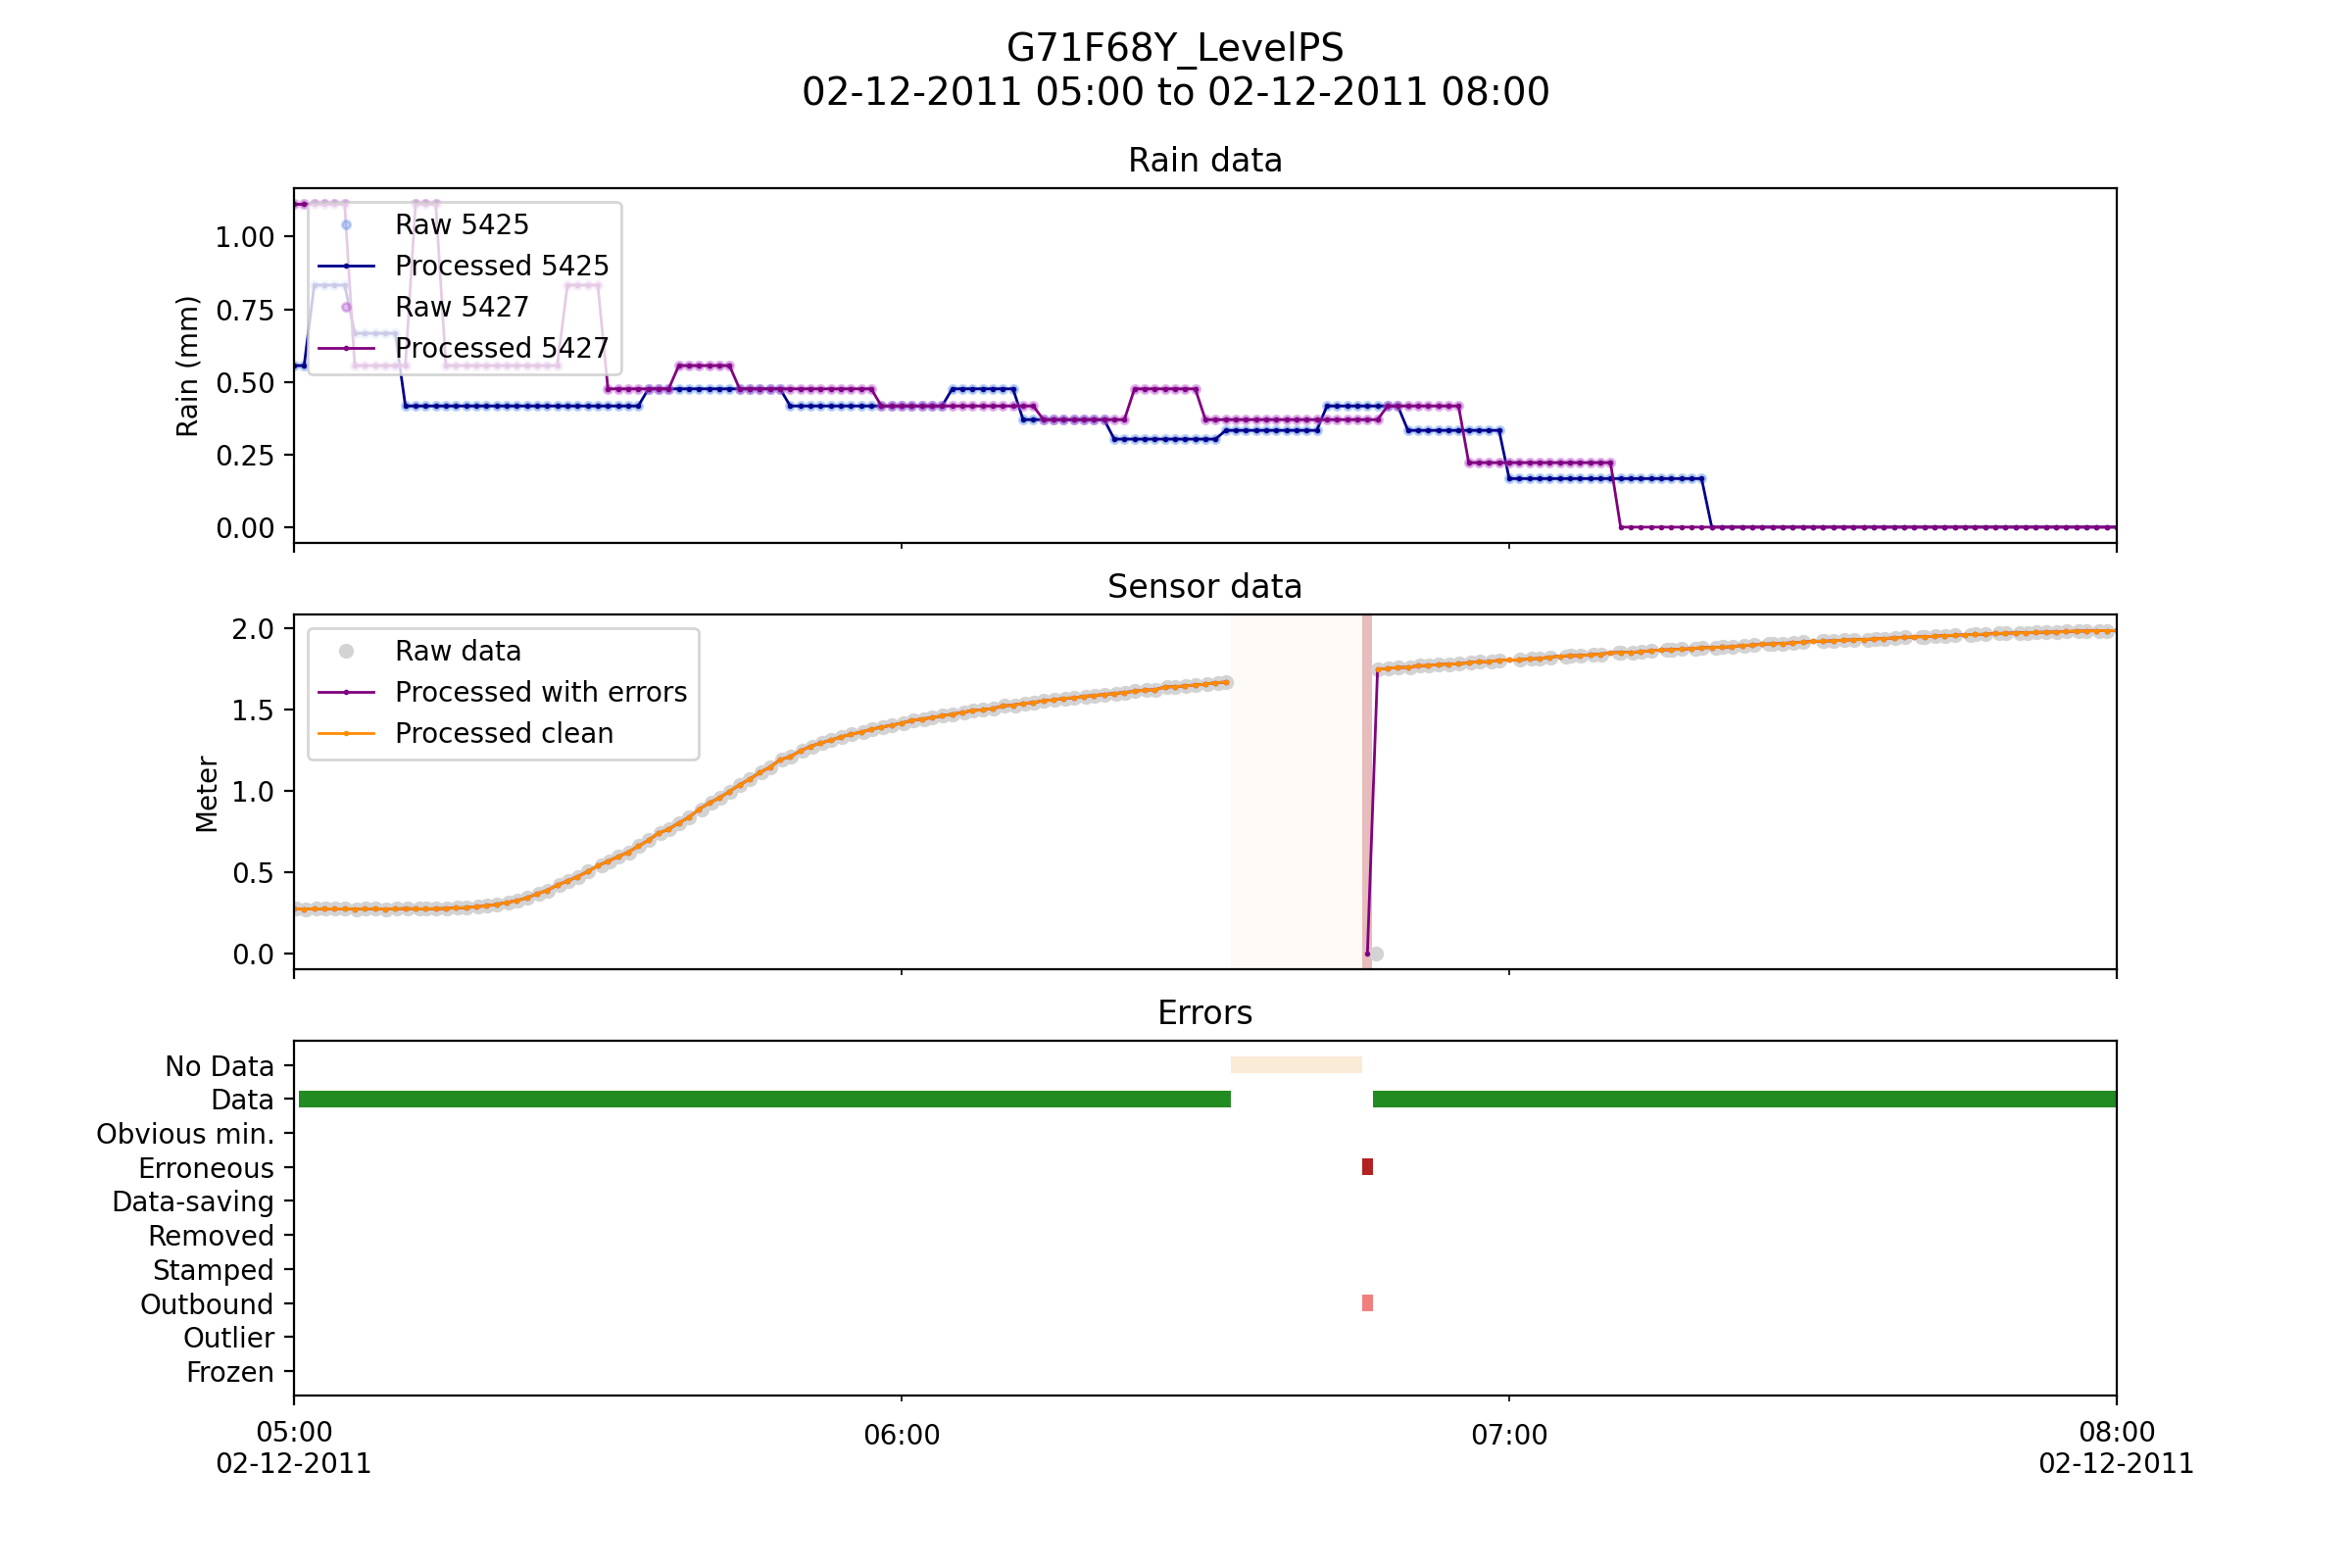 G71F68Y_LevelPS
02-12-2011 05:00 to 02-12-2011 08:00
Rain data
Rain (mm)
1.00
0.75
0.50
0.25
0.00
Raw 5425
Processed 5425
Raw 5427
Processed 5427
Sensor data
Meter
2.0
1.5
1.0
0.5
0.0
Raw data
Processed with errors
Processed clean
Errors
No Data
Data
Obvious min.
Erroneous
Data-saving
Removed
Stamped
Outbound
Outlier
Frozen
05:00
02-12-2011
06:00
07:00
08:00
02-12-2011